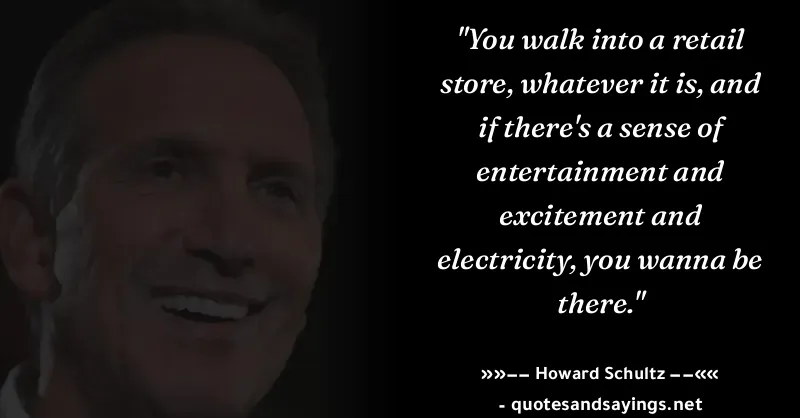 "You walk into a retail
store, whatever it is, and
if there's a sense of
entertainment and
excitement and
electricity, you wanna be
there."
»»–– Howard Schultz ––««
- quotesandsayings.net